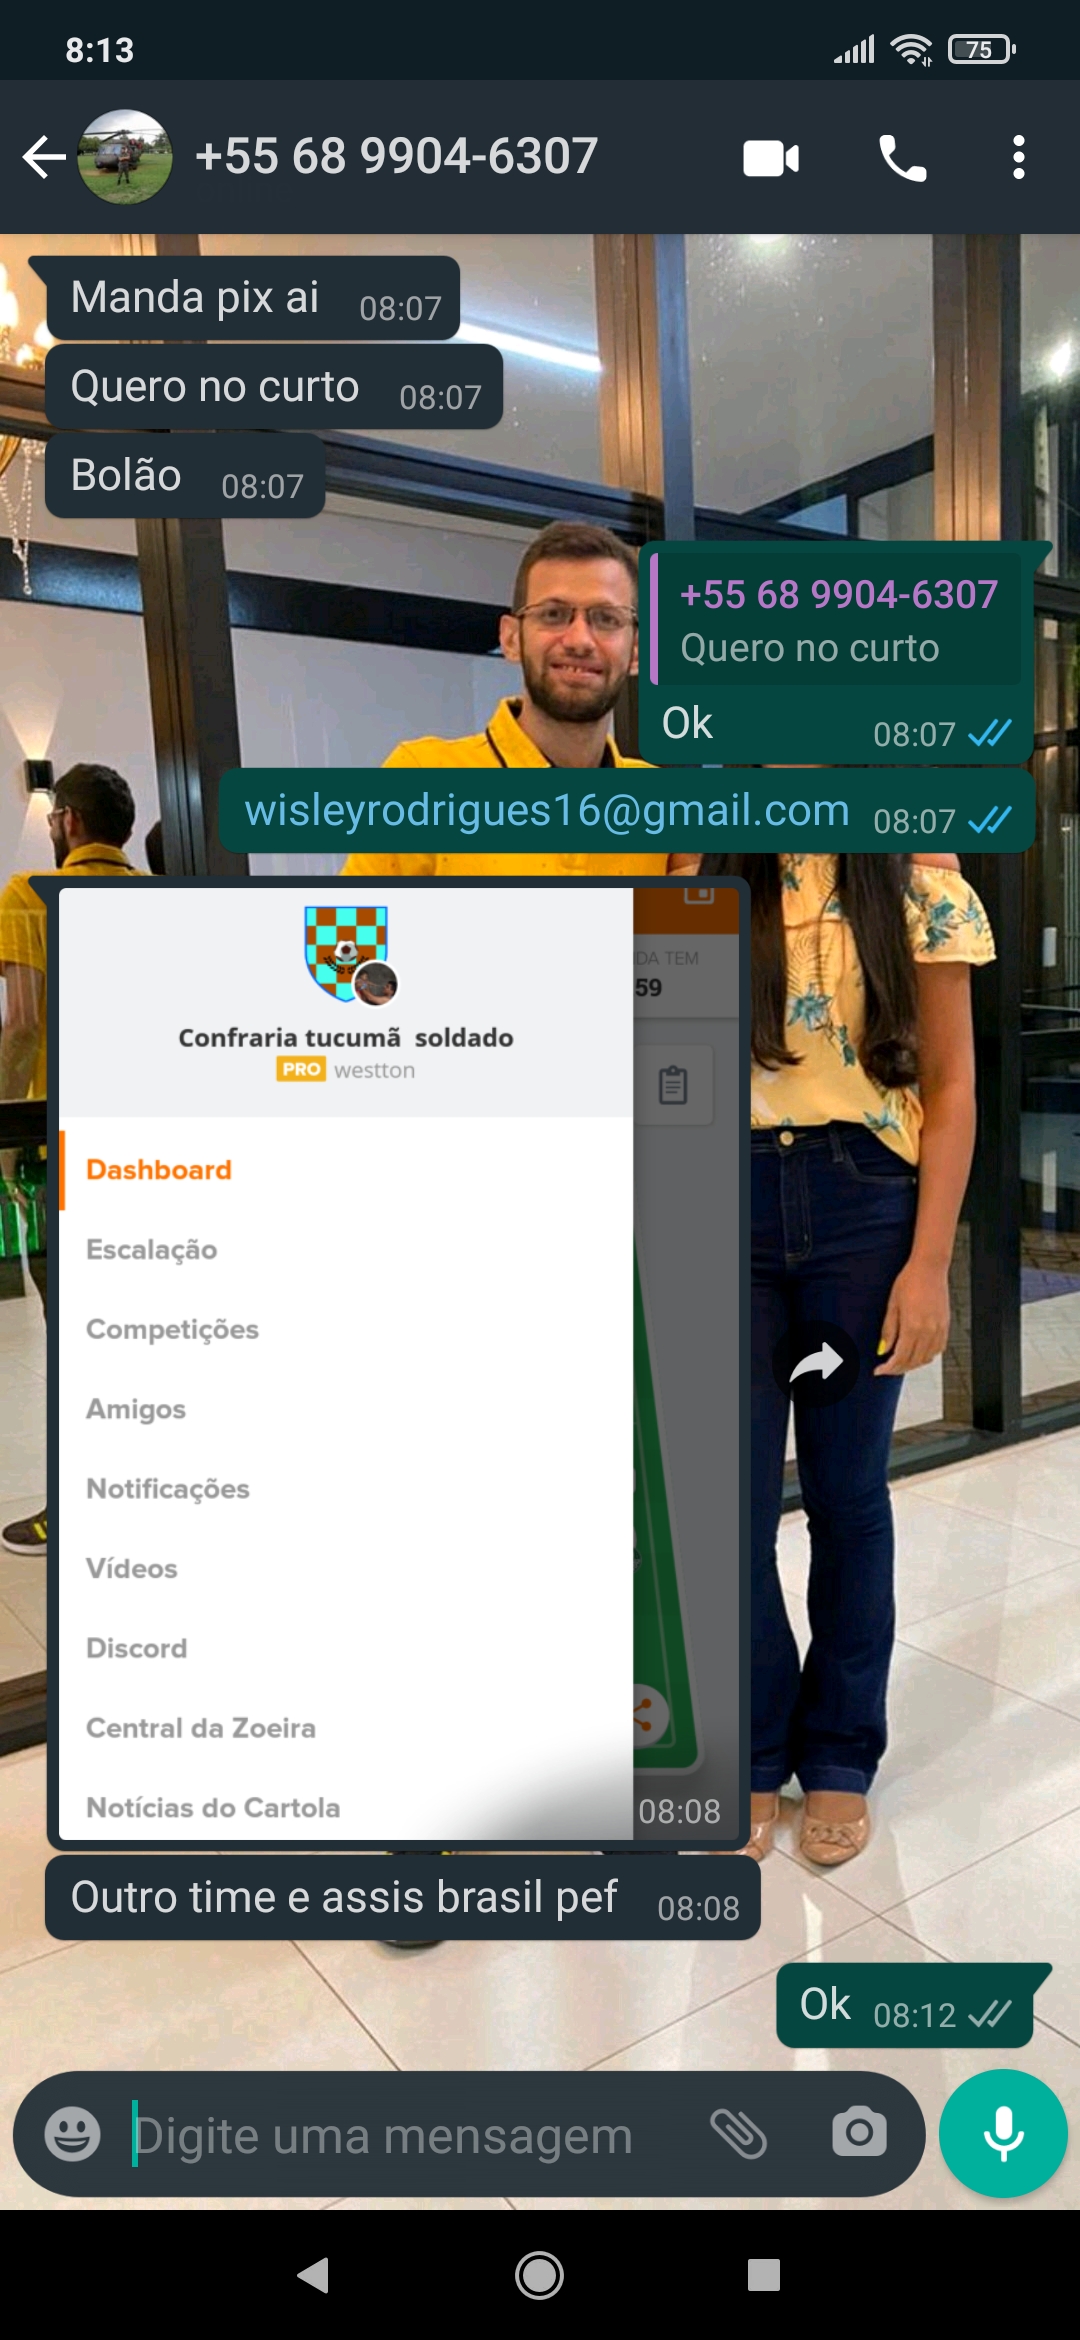 8:13
75
+55 68 9904-6307
Manda pix ai 08:07
Quero no curto 08:07
Bolão 08:07
+55 68 9904-6307
Quero no curto
Ok 08:07
wisleyrodrigues16@gmail.com 08:07
DA TEM
59
Confraria tucumã soldado
PRO westton
Dashboard
Escalação
Competições
Amigos
Notificações
Vídeos
Discord
Central da Zoeira
Notícias do Cartola
08:08
Outro time e assis brasil pef 08:08
Ok 08:12
Digite uma mensagem